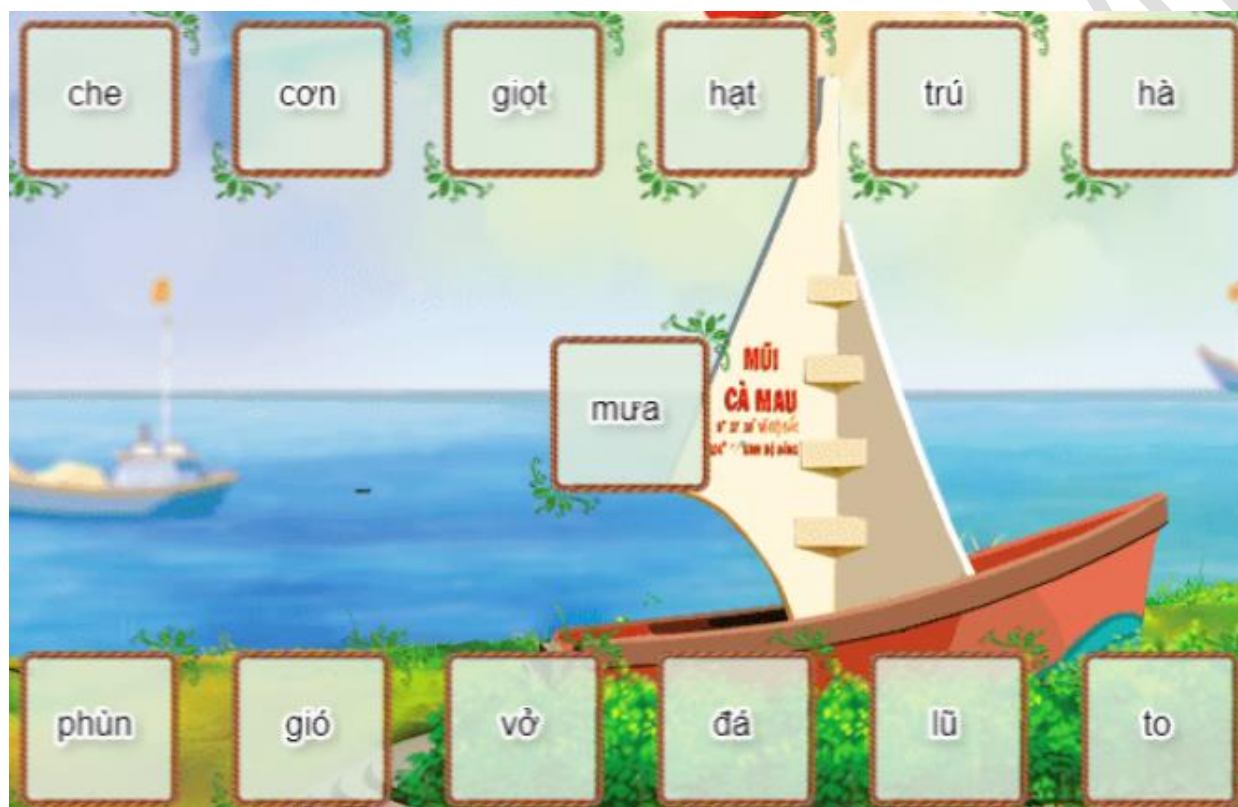 che cơn giọt hạt trú hà
mưa
MŨI
CÀ MAU
phùn gió vở đá lũ to